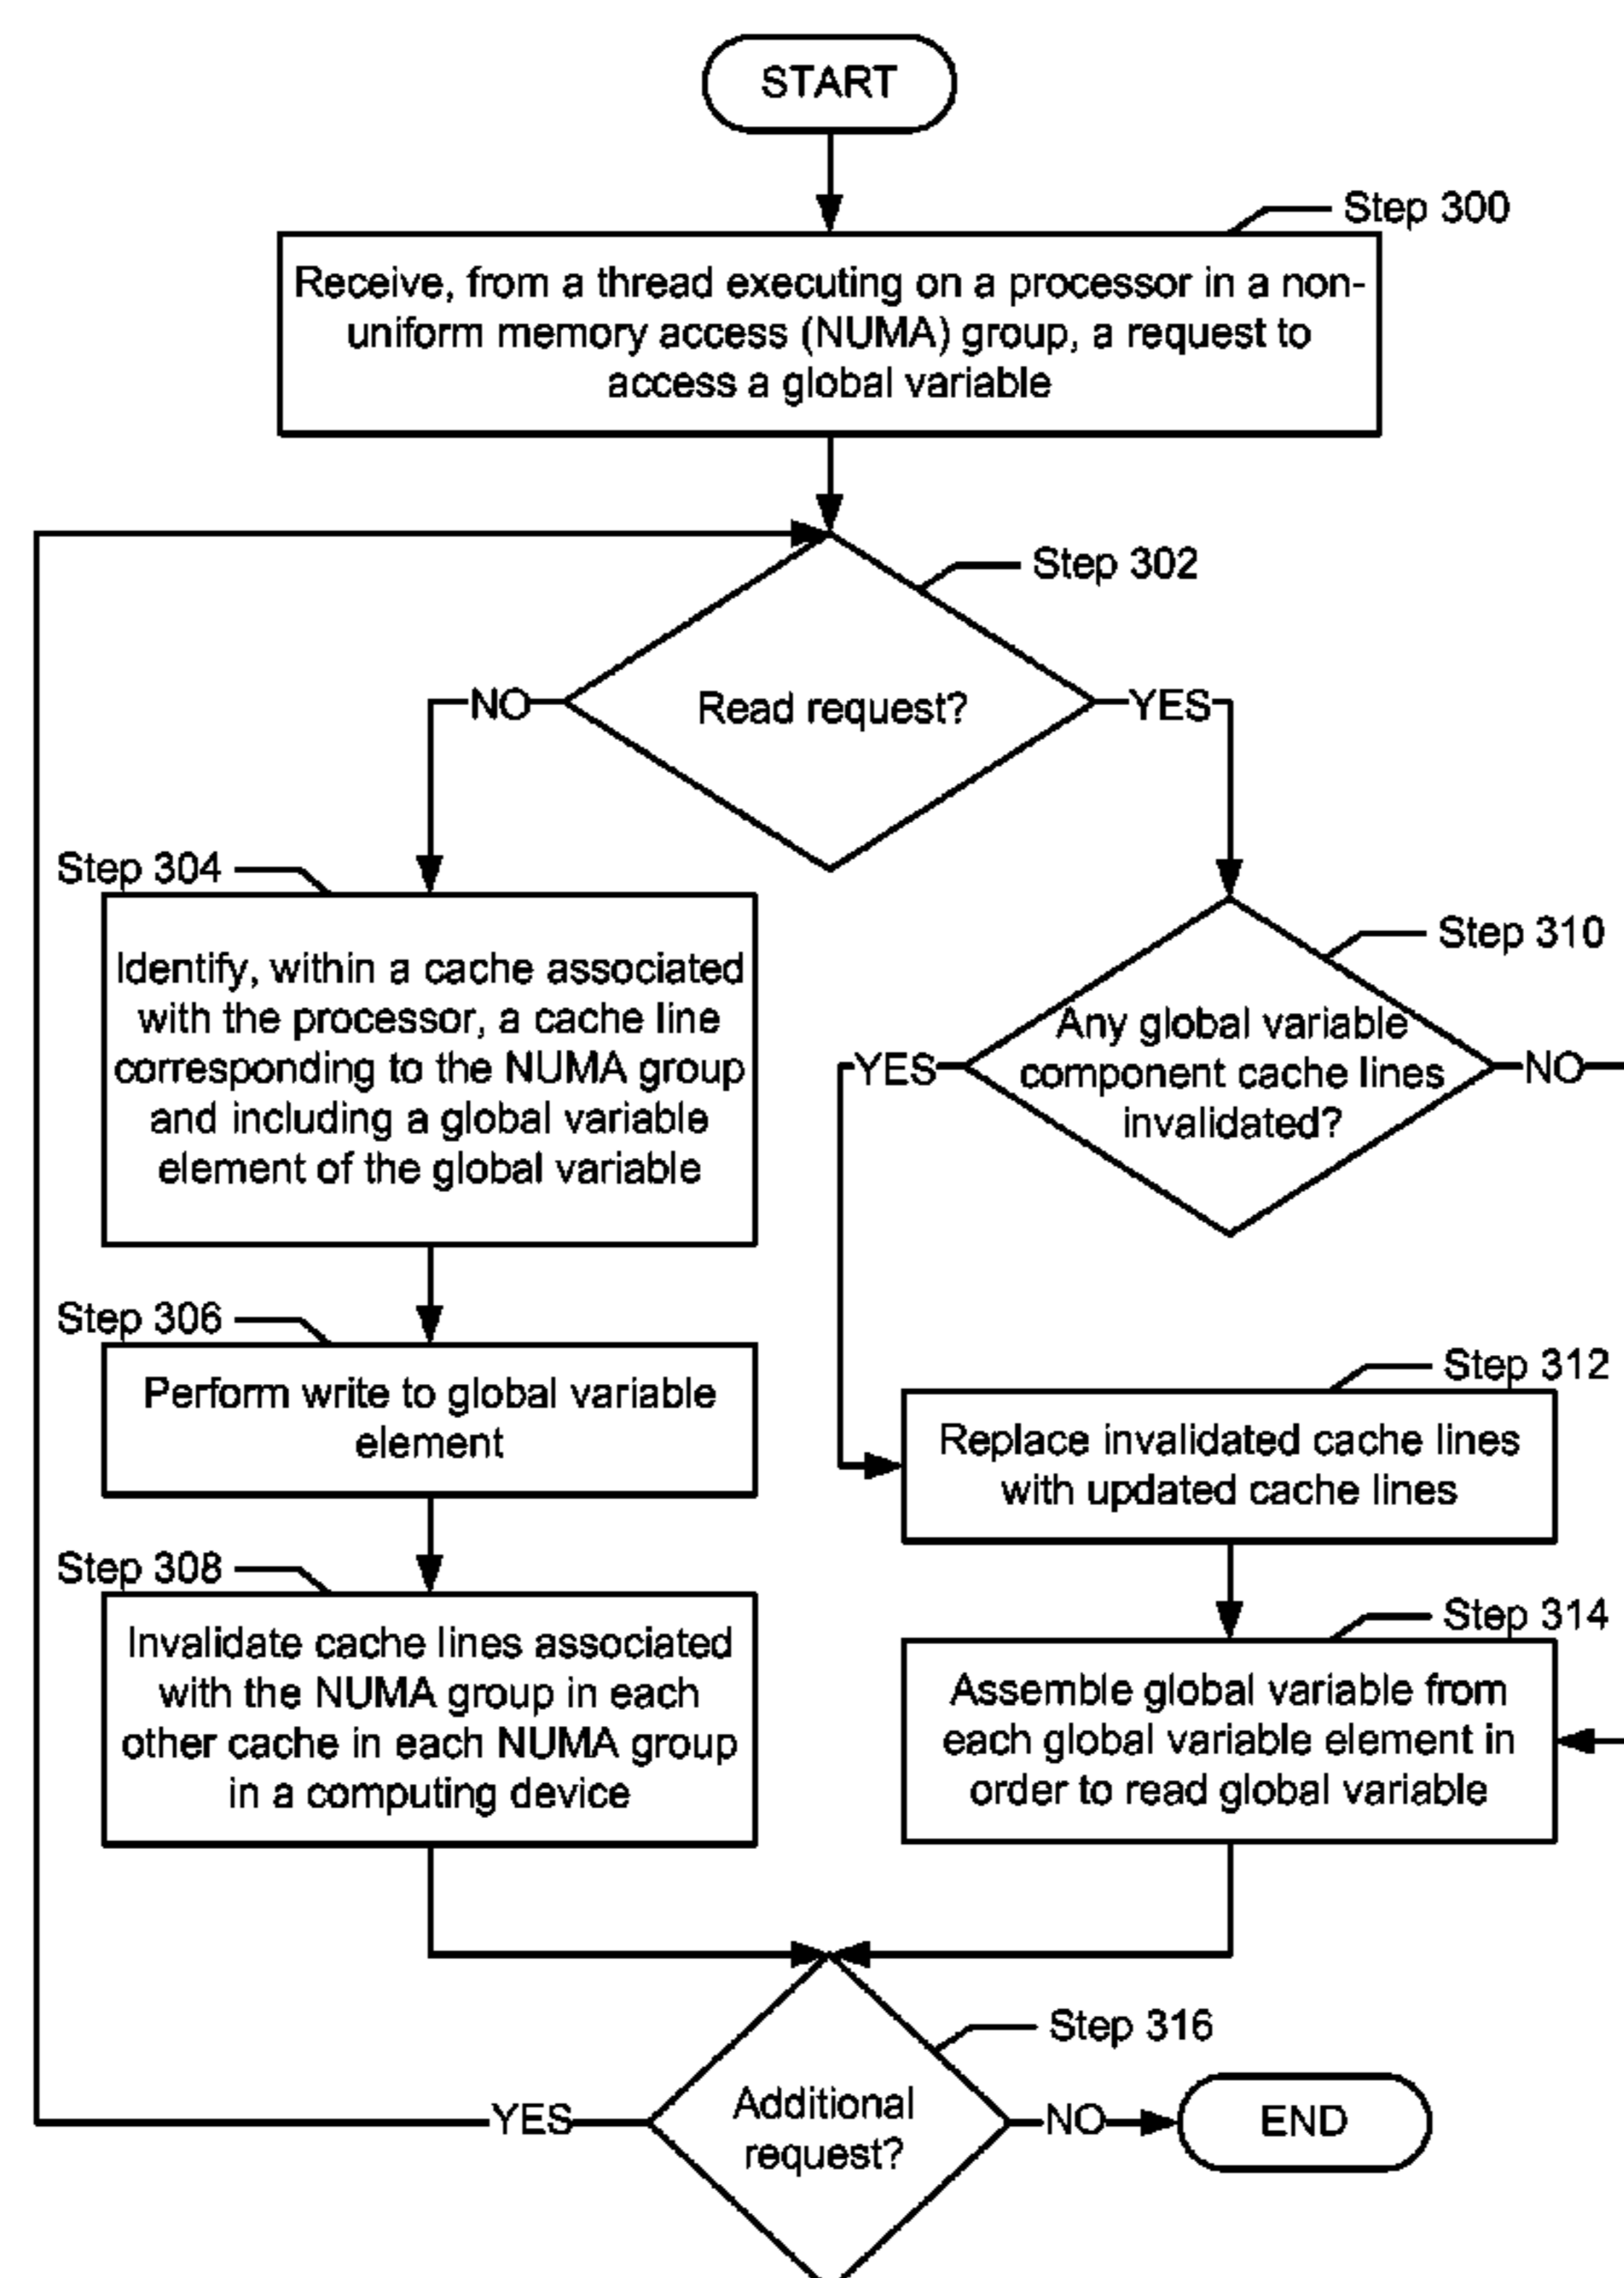 START
Step 300
Receive, from a thread executing on a processor in a non-
uniform memory access (NUMA) group, a request to
access a global variable
Step 302
Read request?
NO
YES
Step 304
Identify, within a cache associated
with the processor, a cache line
corresponding to the NUMA group
and including a global variable
element of the global variable
Step 310
Any global variable
component cache lines
invalidated?
YES
NO
Step 306
Perform write to global variable
element
Step 312
Replace invalidated cache lines
with updated cache lines
Step 308
Invalidate cache lines associated
with the NUMA group in each
other cache in each NUMA group
in a computing device
Step 314
Assemble global variable from
each global variable element in
order to read global variable
Step 316
Additional
request?
YES
NO
END